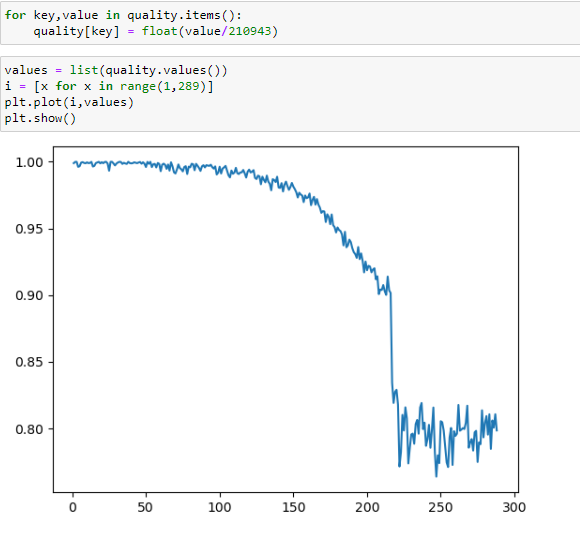 for key,value in quality.items():
    quality[key] = float(value/210943)
values = list(quality.values())
i = [x for x in range(1,289)]
plt.plot(i,values)
plt.show()
1.00
0.95
0.90
0.85
0.80
0 50 100 150 200 250 300